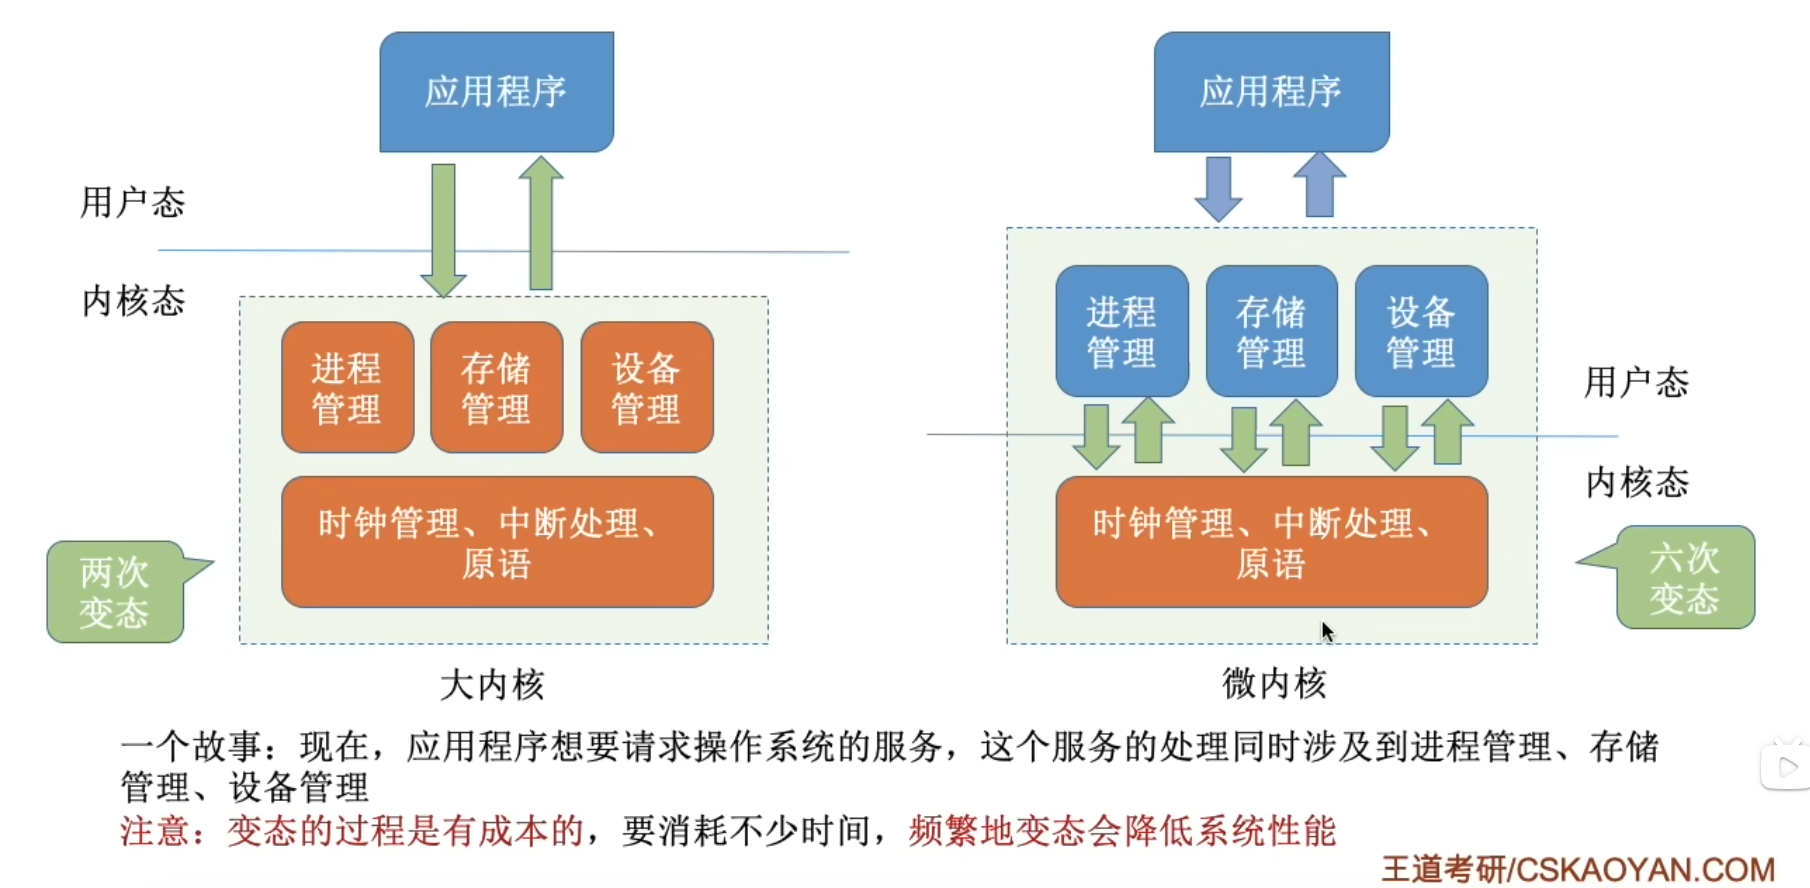 应用程序
用户态
内核态
进程
管理
存储
管理
设备
管理
时钟管理、中断处理、
原语
两次
变态
大内核
应用程序
进程
管理
存储
管理
设备
管理
用户态
内核态
时钟管理、中断处理、
原语
六次
变态
微内核
一个故事：现在，应用程序想要请求操作系统的服务，这个服务的处理同时涉及到进程管理、存储
管理、设备管理
注意：变态的过程是有成本的，要消耗不少时间，频繁地变态会降低系统性能
王道考研/CSKAOYAN.COM